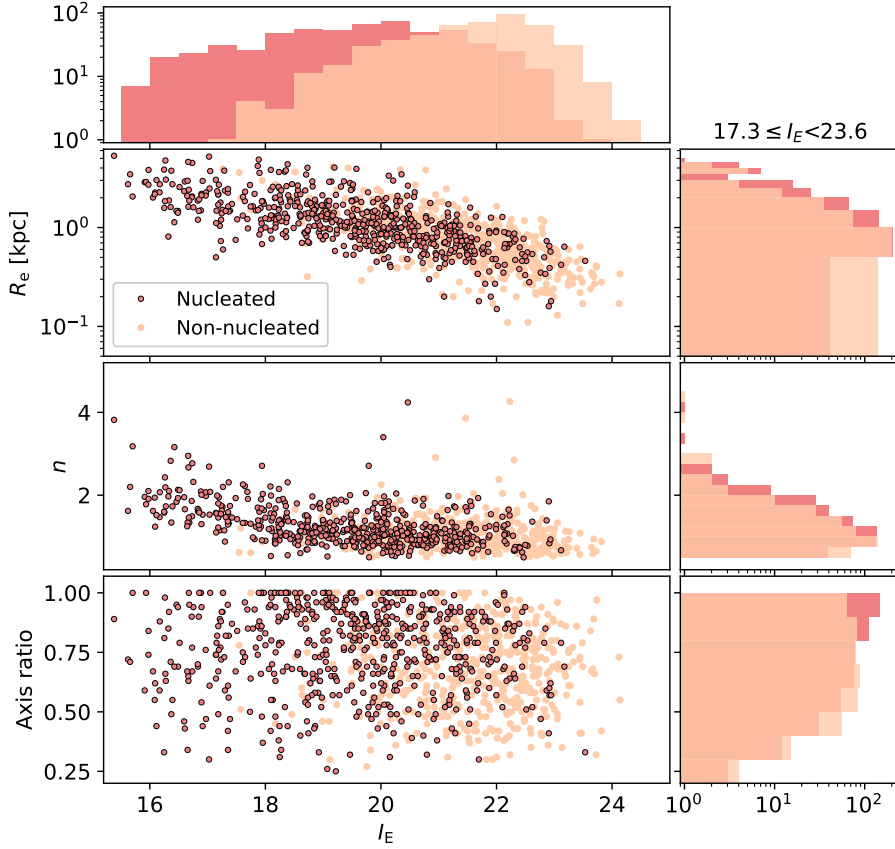 10²
10¹
10⁰
17.3 ≤ I_E<23.6
10⁰
10⁻¹
R_e [kpc]
Nucleated
Non-nucleated
4
2
n
1.00
0.75
0.50
0.25
Axis ratio
16 18 20 22 24
I_E
10⁰ 10¹ 10²